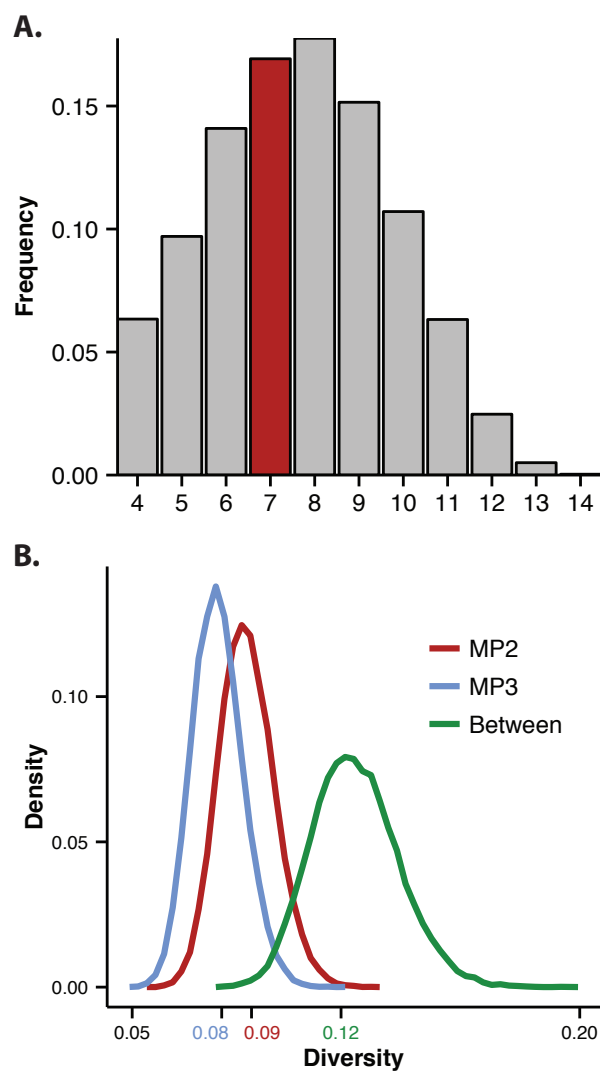 A.
Frequency
0.15
0.10
0.05
0.00
4 5 6 7 8 9 10 11 12 13 14
B.
Density
0.10
0.05
0.00
MP2
MP3
Between
0.05 0.08 0.09 0.12 0.20
Diversity